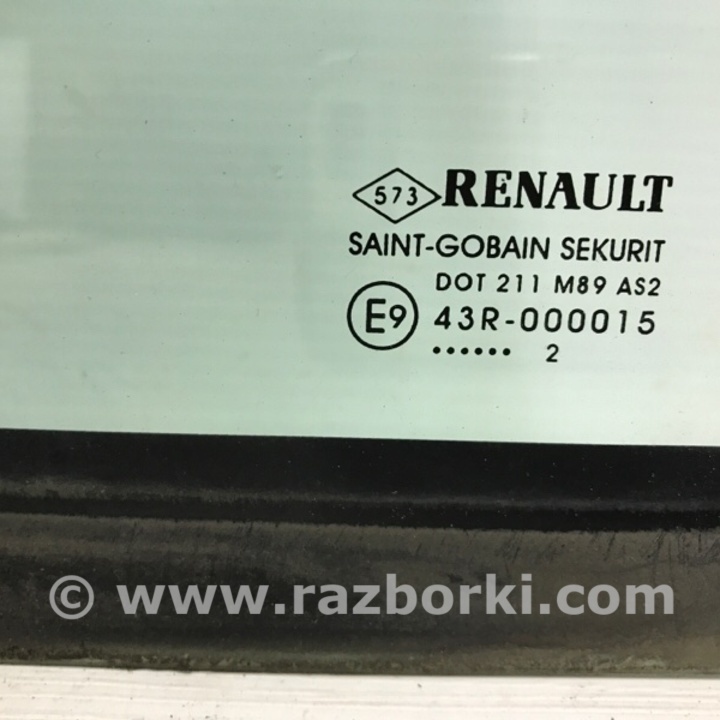 573 RENAULT
SAINT-GOBAIN SEKURIT
DOT 211 M89 AS2
E9 43R-000015
...... 2
© www.razborki.com